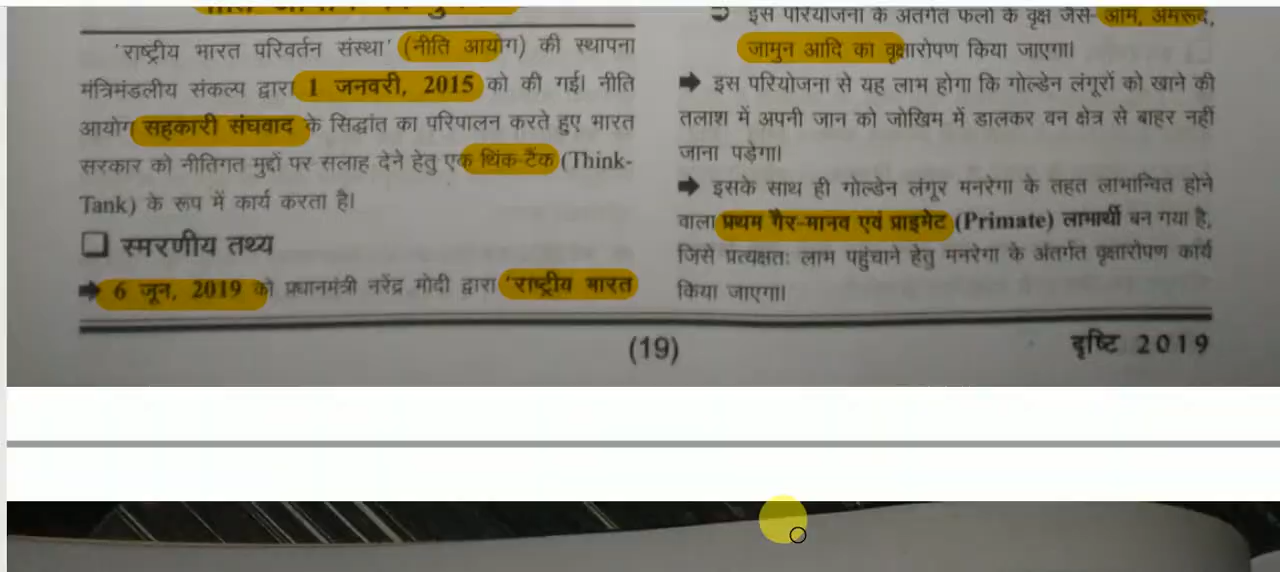 'राष्ट्रीय भारत परिवर्तन संस्था' (नीति आयोग) की स्थापना
मंत्रिमंडलीय संकल्प द्वारा 1 जनवरी, 2015 को की गई। नीति
आयोग सहकारी संघवाद के सिद्धांत का परिपालन करते हुए भारत
सरकार को नीतिगत मुद्दों पर सलाह देने हेतु एक थिंक-टैंक (Think-
Tank) के रूप में कार्य करता है।
❑ स्मरणीय तथ्य
➡ 6 जून, 2019 को प्रधानमंत्री नरेंद्र मोदी द्वारा 'राष्ट्रीय भारत
➲ इस परियोजना के अंतर्गत फलों के वृक्ष जैसे- आम, अमरूद,
जामुन आदि का वृक्षारोपण किया जाएगा।
➡ इस परियोजना से यह लाभ होगा कि गोल्डेन लंगूरों को खाने की
तलाश में अपनी जान को जोखिम में डालकर वन क्षेत्र से बाहर नहीं
जाना पड़ेगा।
➡ इसके साथ ही गोल्डेन लंगूर मनरेगा के तहत लाभान्वित होने
वाला प्रथम गैर-मानव एवं प्राइमेट (Primate) लाभार्थी बन गया है,
जिसे प्रत्यक्षतः लाभ पहुंचाने हेतु मनरेगा के अंतर्गत वृक्षारोपण कार्य
किया जाएगा।
(19)
दृष्टि 2019